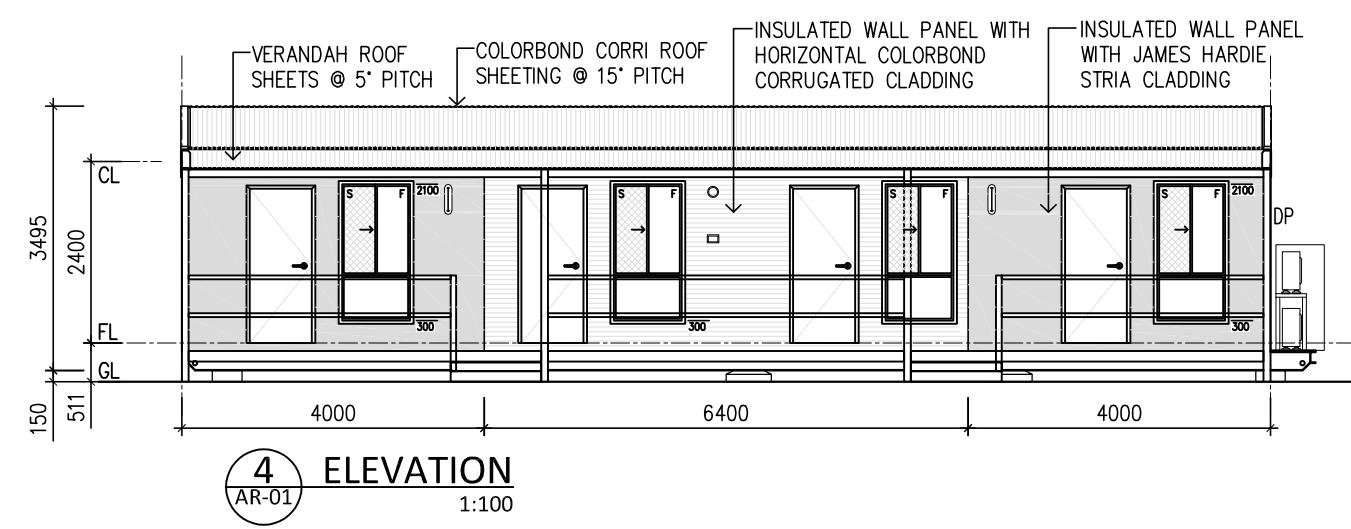 VERANDAH ROOF
SHEETS @ 5° PITCH
COLORBOND CORRI ROOF
SHEETING @ 15° PITCH
INSULATED WALL PANEL WITH
HORIZONTAL COLORBOND
CORRUGATED CLADDING
INSULATED WALL PANEL
WITH JAMES HARDIE
STRIA CLADDING
CL
S F 2100
S F
S F
S F 2100
DP
3495
2400
FL
300
300
300
GL
150
511
4000
6400
4000
4
AR-01
ELEVATION
1:100